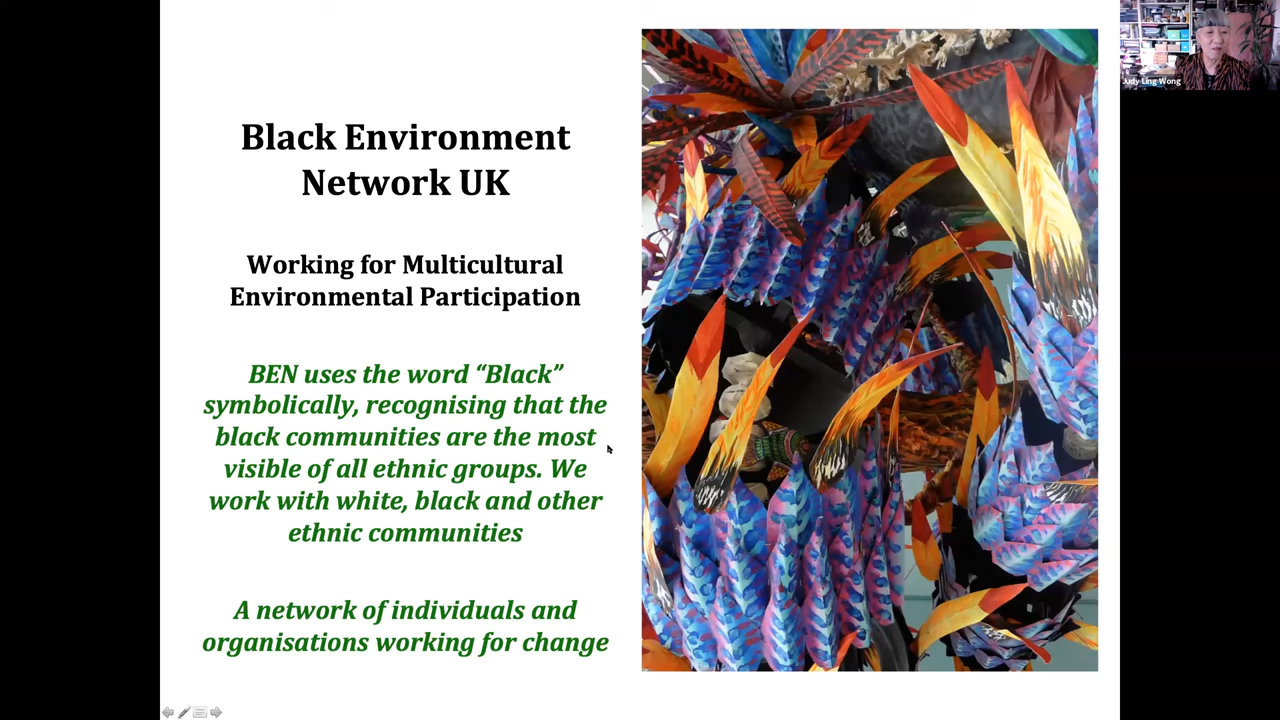 Black Environment
Network UK
Working for Multicultural
Environmental Participation
BEN uses the word “Black”
symbolically, recognising that the
black communities are the most
visible of all ethnic groups. We
work with white, black and other
ethnic communities
A network of individuals and
organisations working for change
Judy Ling Wong